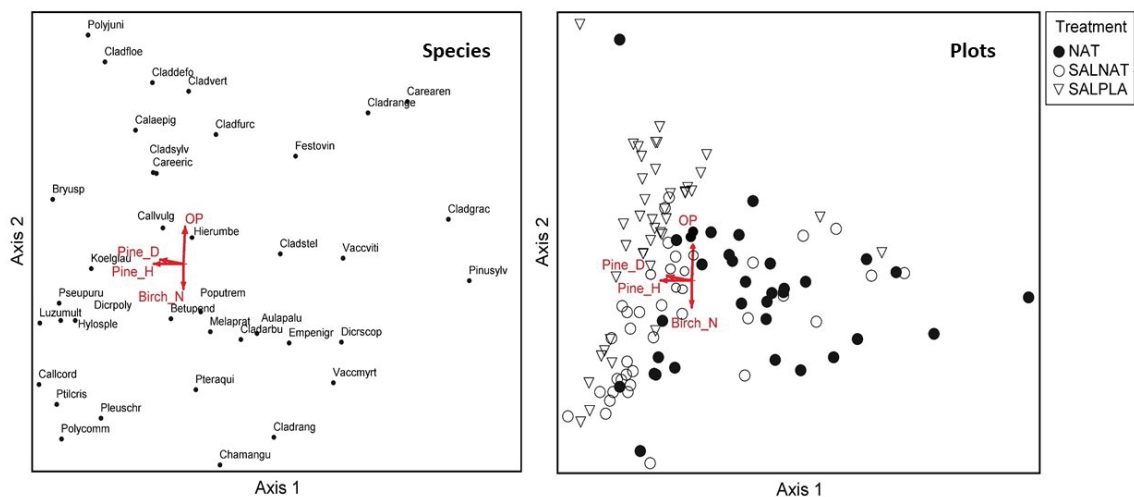 Species
Polyjuni
Cladfloe
Claddefo
Cladvert
Carearen
Cladrange
Calaepig
Cladfurc
Festovin
Cladsylv
Careeric
Bryusp
Cladgrac
Callvulg
OP
Hierumbe
Pine_D
Pine_H
Koelglau
Cladstel
Vaccviti
Pinusylv
Birch_N
Pseupuru
Dicrpoly
Poputrem
Luzumult
Hylosple
Betupend
Melaprat
Aulapalu
Cladarbu
Empenigr
Dicrscop
Callcord
Pteraqui
Vaccmyrt
Ptilcris
Pleuschr
Polycomm
Cladrang
Chamangu
Axis 2
Axis 1
Plots
OP
Pine_D
Pine_H
Birch_N
Axis 2
Axis 1
Treatment
NAT
SALNAT
SALPLA